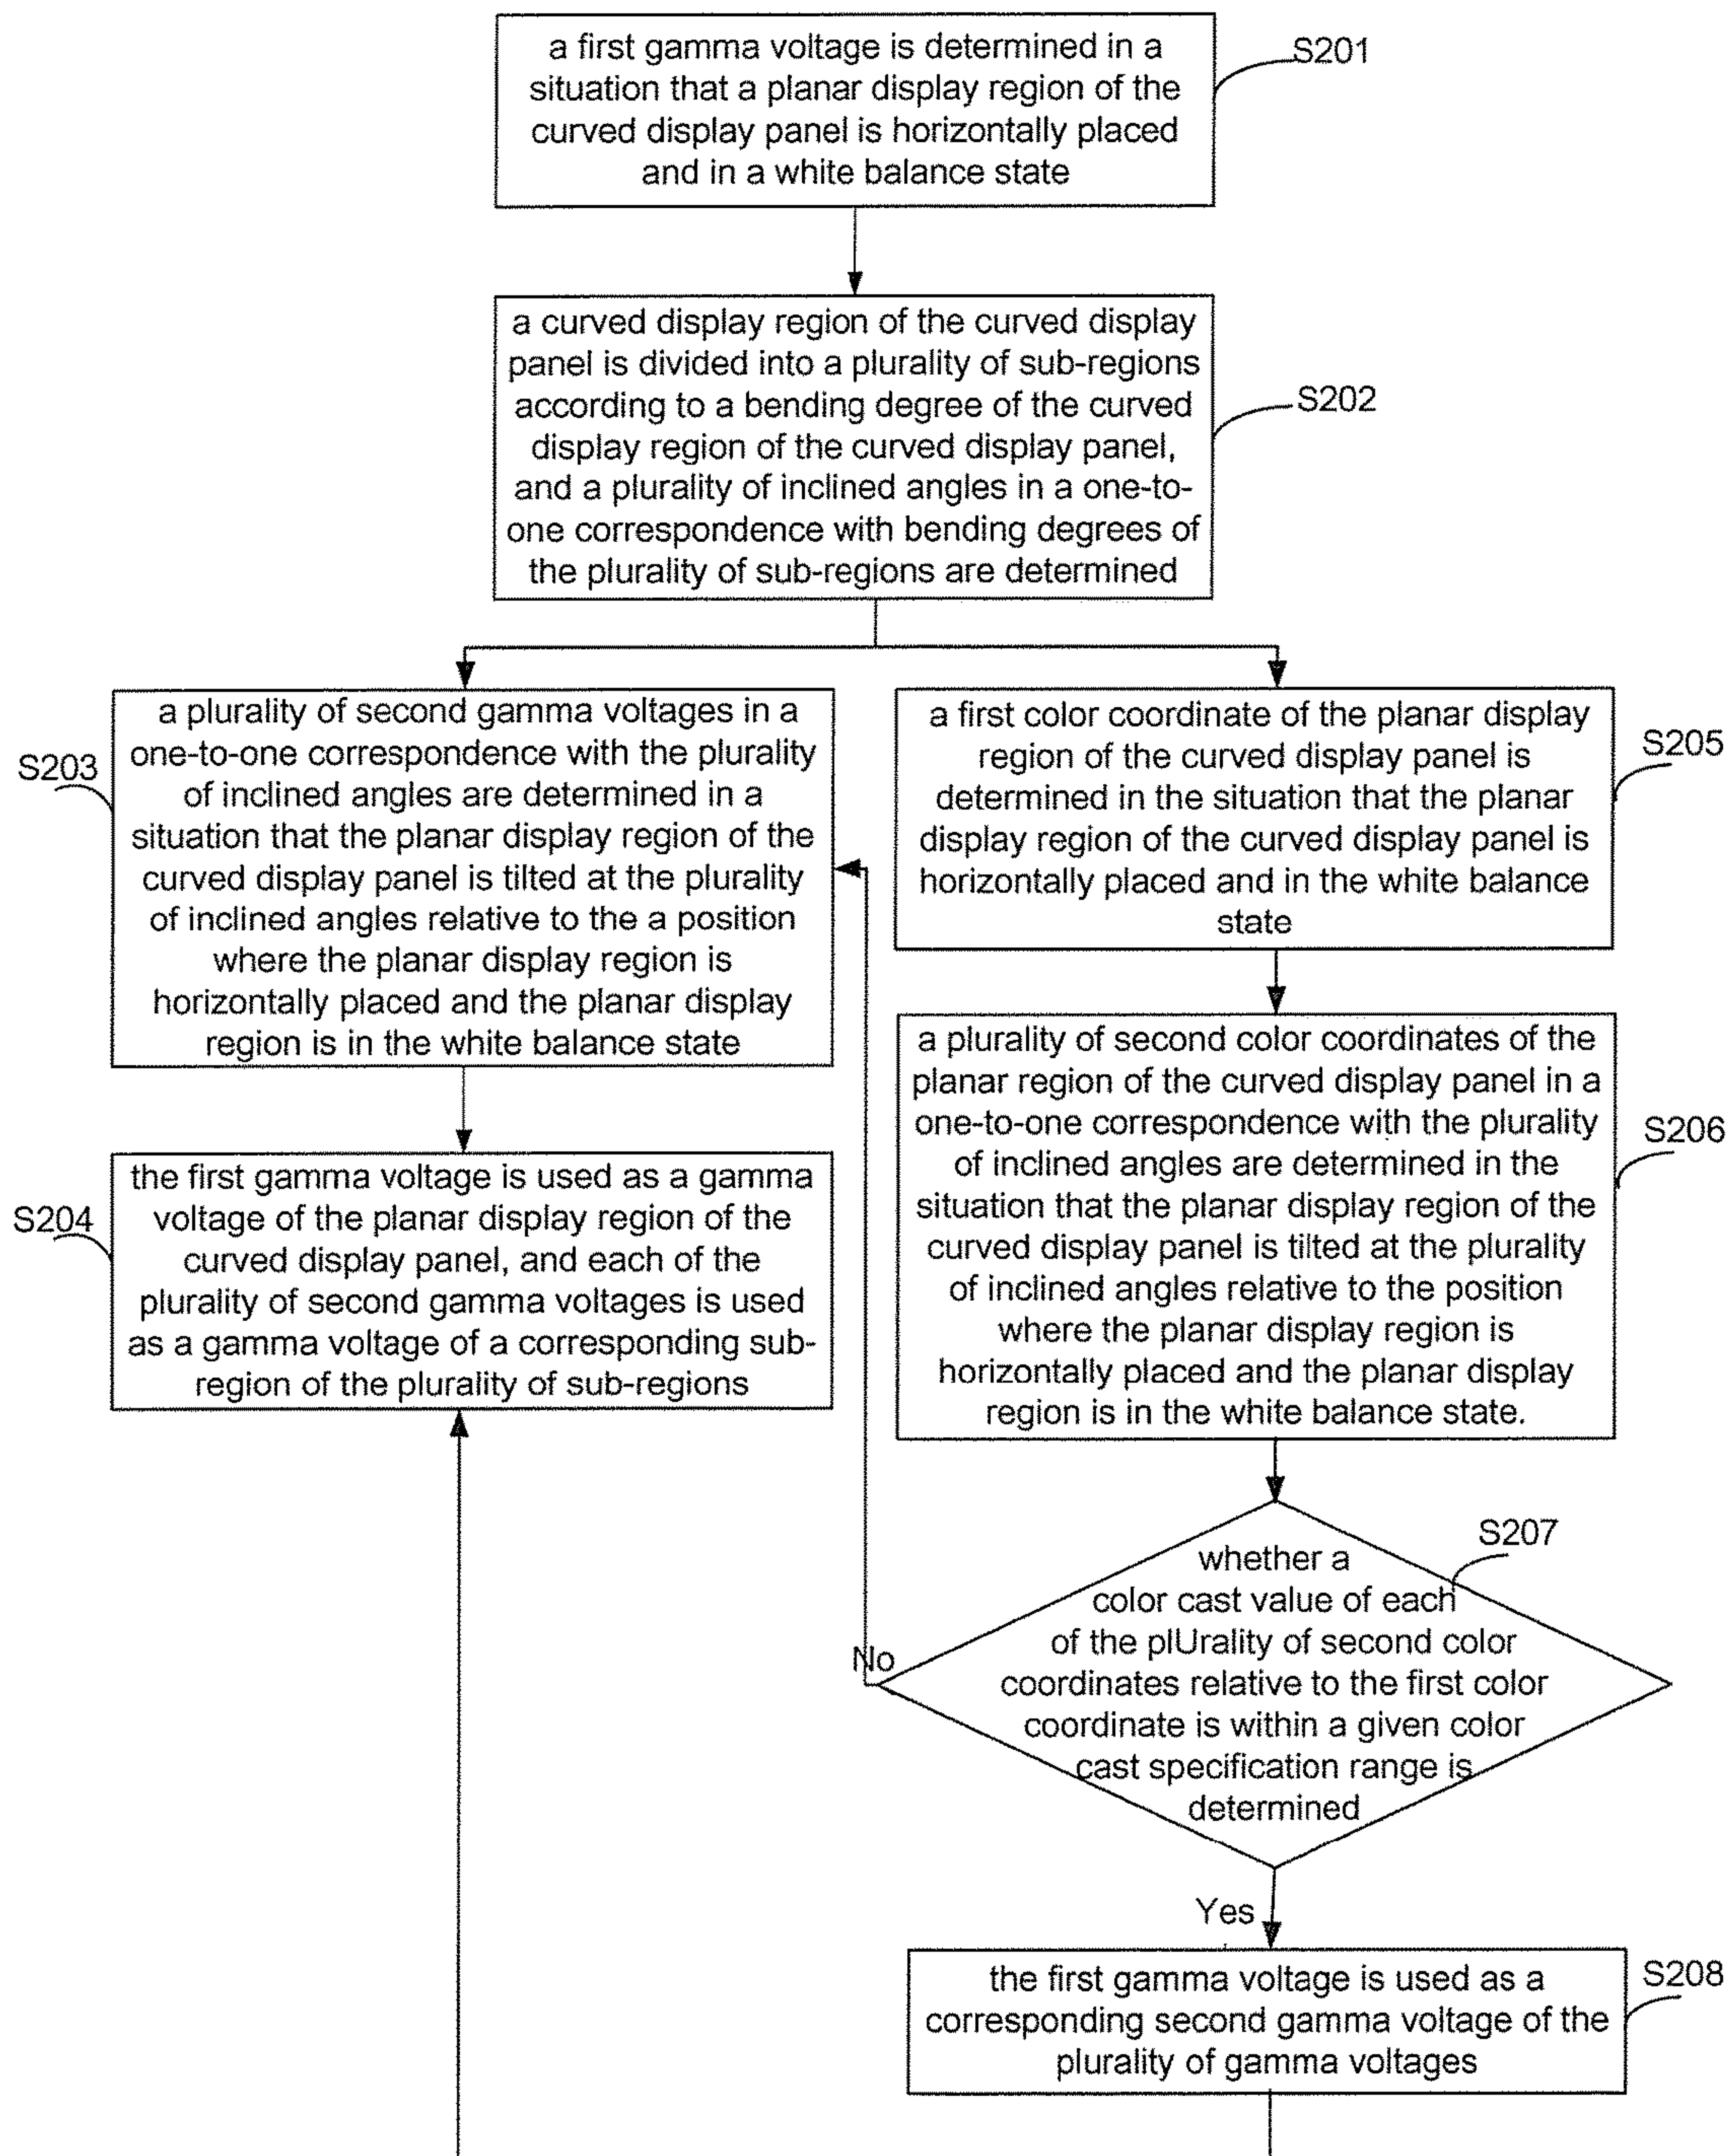 a first gamma voltage is determined in a
situation that a planar display region of the
curved display panel is horizontally placed
and in a white balance state
S201
a curved display region of the curved display
panel is divided into a plurality of sub-regions
according to a bending degree of the curved
display region of the curved display panel,
and a plurality of inclined angles in a one-to-
one correspondence with bending degrees of
the plurality of sub-regions are determined
S202
S203
a plurality of second gamma voltages in a
one-to-one correspondence with the plurality
of inclined angles are determined in a
situation that the planar display region of the
curved display panel is tilted at the plurality
of inclined angles relative to the a position
where the planar display region is
horizontally placed and the planar display
region is in the white balance state
S204
the first gamma voltage is used as a gamma
voltage of the planar display region of the
curved display panel, and each of the
plurality of second gamma voltages is used
as a gamma voltage of a corresponding sub-
region of the plurality of sub-regions
a first color coordinate of the planar display
region of the curved display panel is
determined in the situation that the planar
display region of the curved display panel is
horizontally placed and in the white balance
state
S205
a plurality of second color coordinates of the
planar region of the curved display panel in a
one-to-one correspondence with the plurality
of inclined angles are determined in the
situation that the planar display region of the
curved display panel is tilted at the plurality
of inclined angles relative to the position
where the planar display region is
horizontally placed and the planar display
region is in the white balance state.
S206
S207
whether a
color cast value of each
of the plUrality of second color
coordinates relative to the first color
coordinate is within a given color
cast specification range is
determined
No
Yes
the first gamma voltage is used as a
corresponding second gamma voltage of the
plurality of gamma voltages
S208